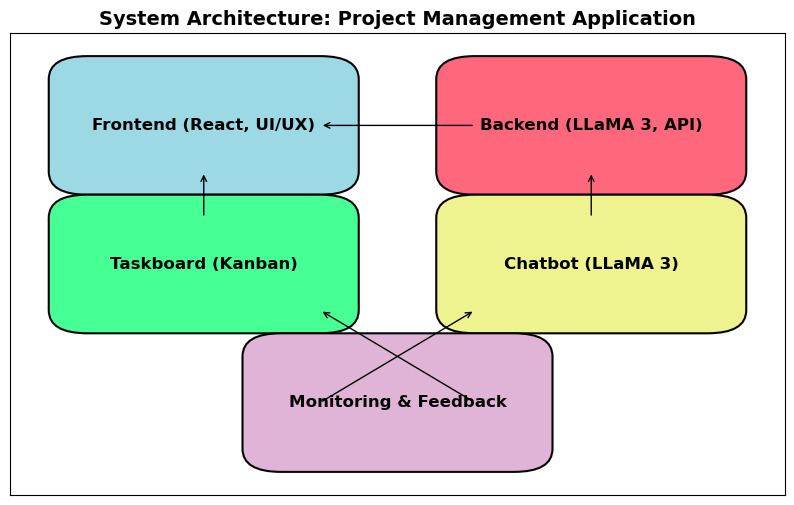 System Architecture: Project Management Application
Frontend (React, UI/UX)
Backend (LLaMA 3, API)
Taskboard (Kanban)
Chatbot (LLaMA 3)
Monitoring & Feedback